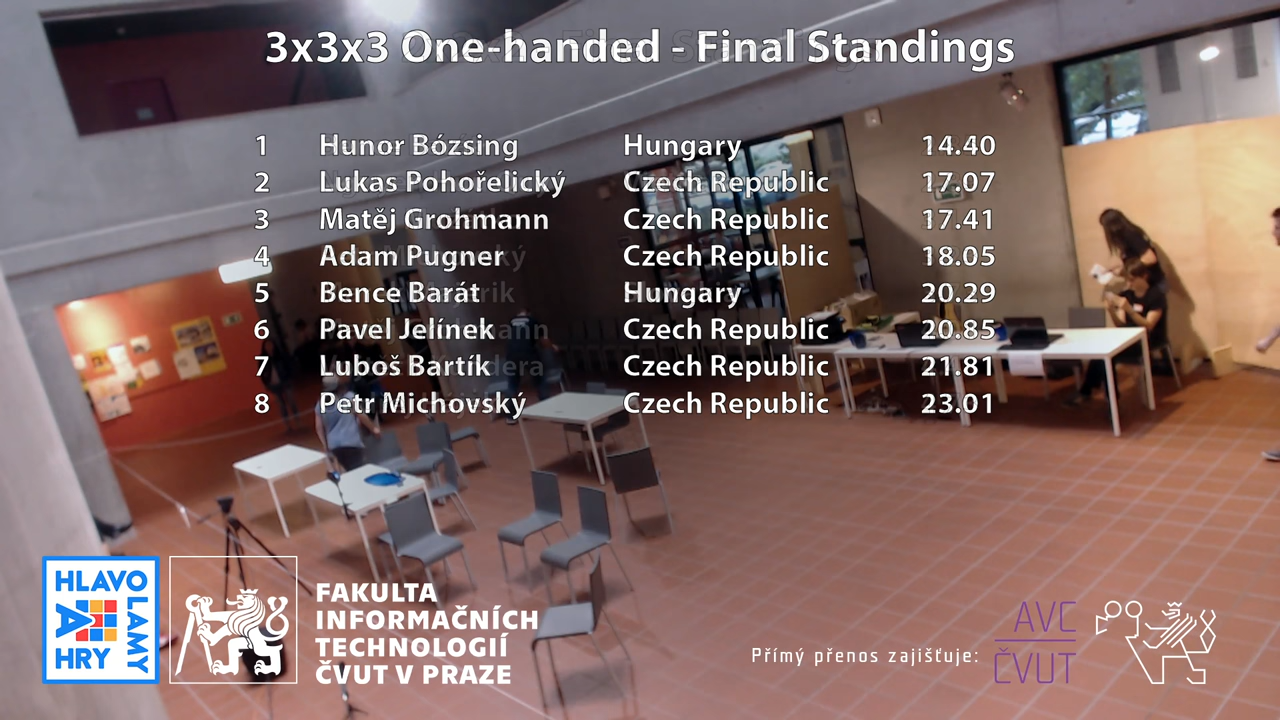 3x3x3 One-handed - Final Standings
1 Hunor Bózsing Hungary 14.40
2 Lukas Pohořelický Czech Republic 17.07
3 Matěj Grohmann Czech Republic 17.41
4 Adam Pugner Czech Republic 18.05
5 Bence Barát Hungary 20.29
6 Pavel Jelínek Czech Republic 20.85
7 Luboš Bartík Czech Republic 21.81
8 Petr Michovský Czech Republic 23.01
HLAVO
LAMY
HRY
FAKULTA
INFORMAČNÍCH
TECHNOLOGIÍ
ČVUT V PRAZE
Přímý přenos zajišťuje:
AVC
ČVUT